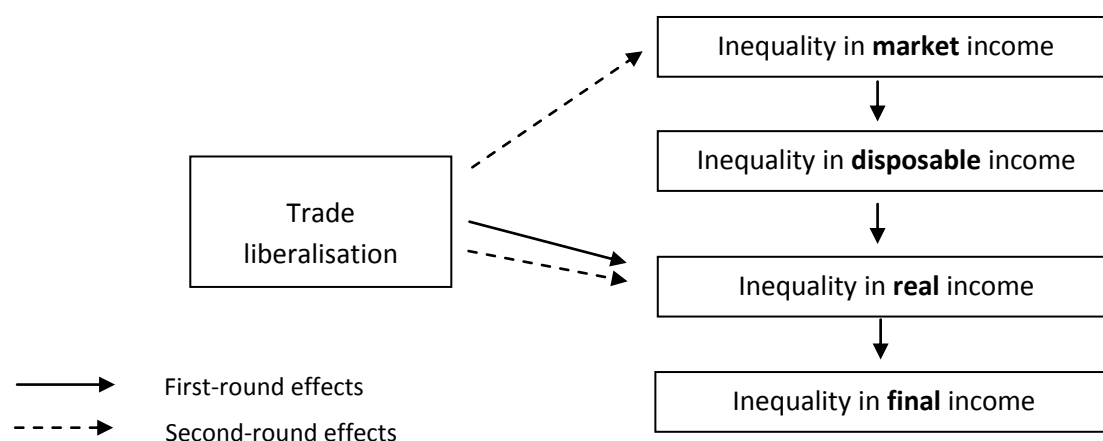 Inequality in market income
Inequality in disposable income
Trade
liberalisation
Inequality in real income
Inequality in final income
First-round effects
Second-round effects